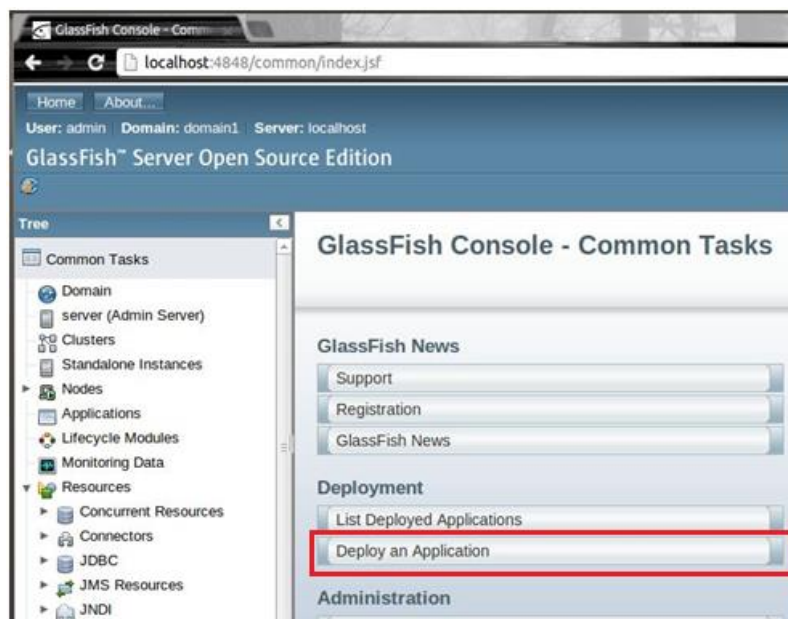 GlassFish Console - Comm
localhost:4848/common/index.jsf
Home About...
User: admin Domain: domain1 Server: localhost
GlassFish™ Server Open Source Edition
Tree
Common Tasks
Domain
server (Admin Server)
Clusters
Standalone Instances
Nodes
Applications
Lifecycle Modules
Monitoring Data
Resources
Concurrent Resources
Connectors
JDBC
JMS Resources
JNDI
GlassFish Console - Common Tasks
GlassFish News
Support
Registration
GlassFish News
Deployment
List Deployed Applications
Deploy an Application
Administration